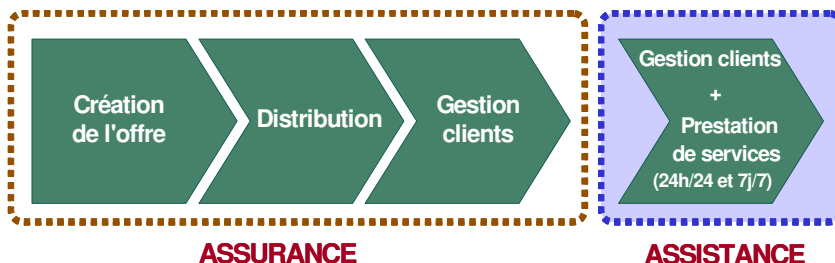 Création
de l'offre
Distribution
Gestion
clients
Gestion clients
+
Prestation
de services
(24h/24 et 7j/7)
ASSURANCE
ASSISTANCE